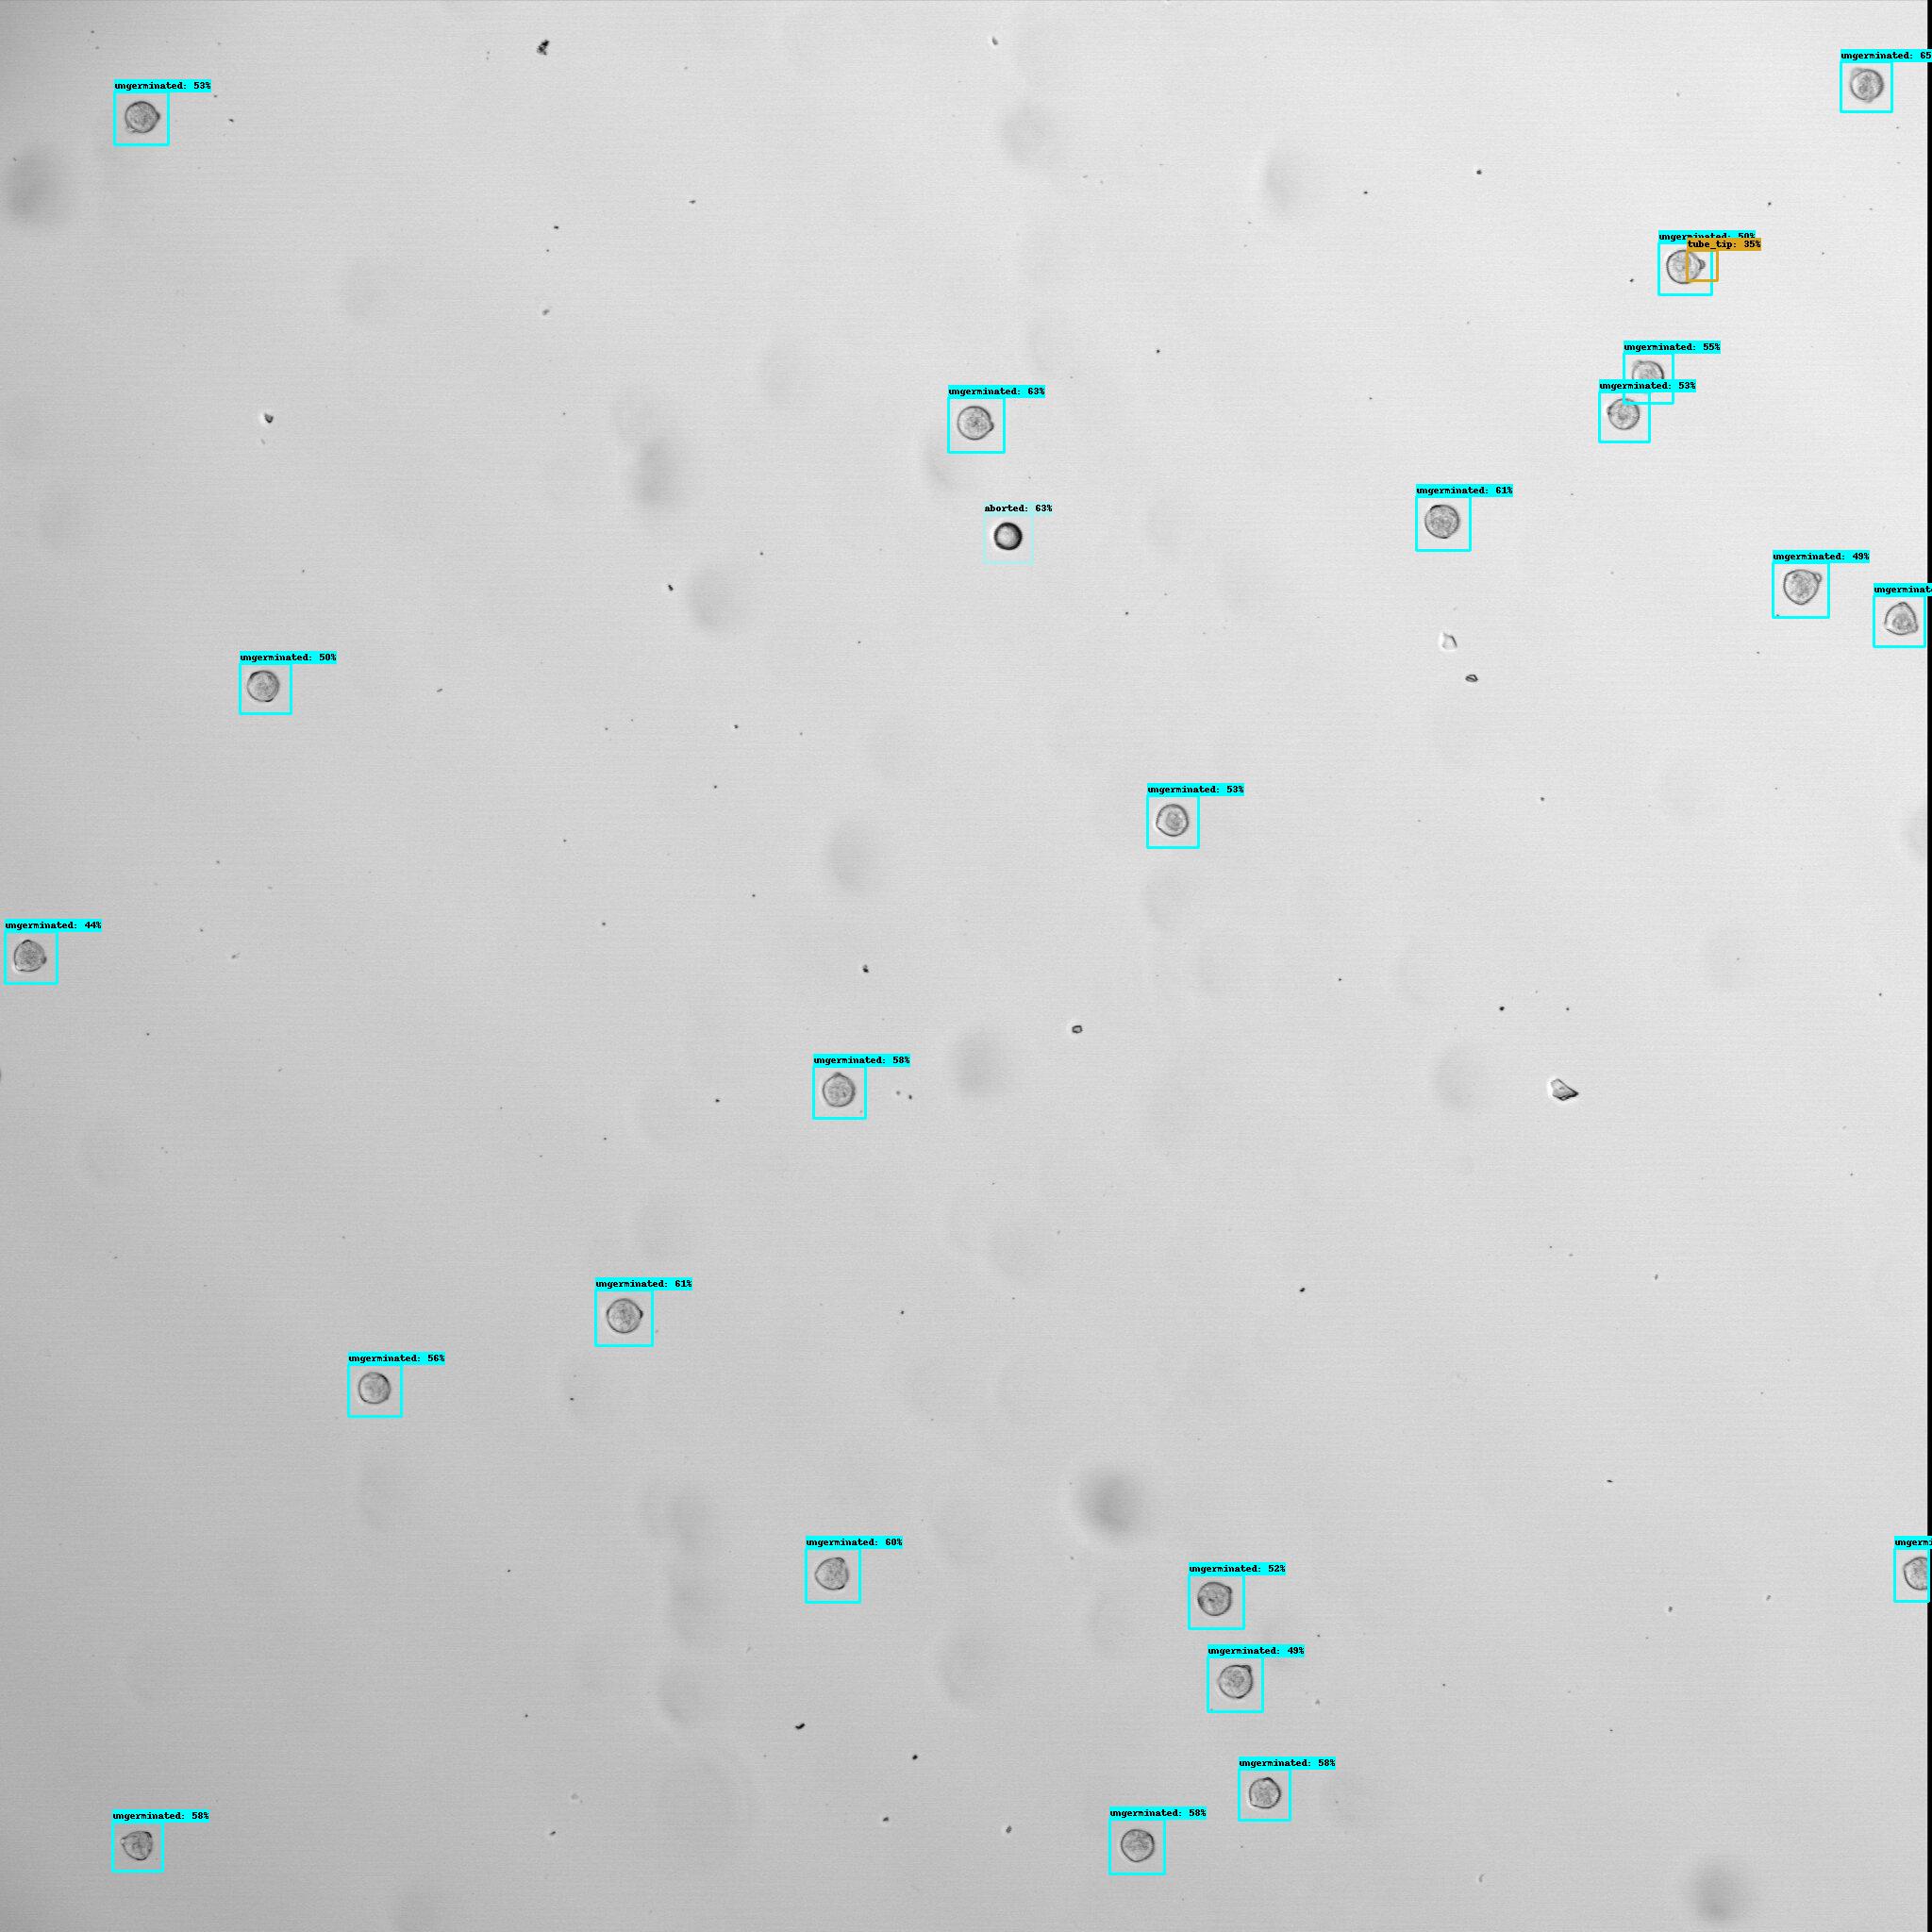 ungerminated: 65
ungerminated: 53%
ungerminated: 50%
tube_tip: 35%
ungerminated: 55%
ungerminated: 53%
ungerminated: 63%
ungerminated: 61%
aborted: 63%
ungerminated: 49%
ungerminat
ungerminated: 50%
ungerminated: 53%
ungerminated: 44%
ungerminated: 58%
ungerminated: 61%
ungerminated: 56%
ungerminated: 60%
ungerm
ungerminated: 52%
ungerminated: 49%
ungerminated: 58%
ungerminated: 58%
ungerminated: 58%